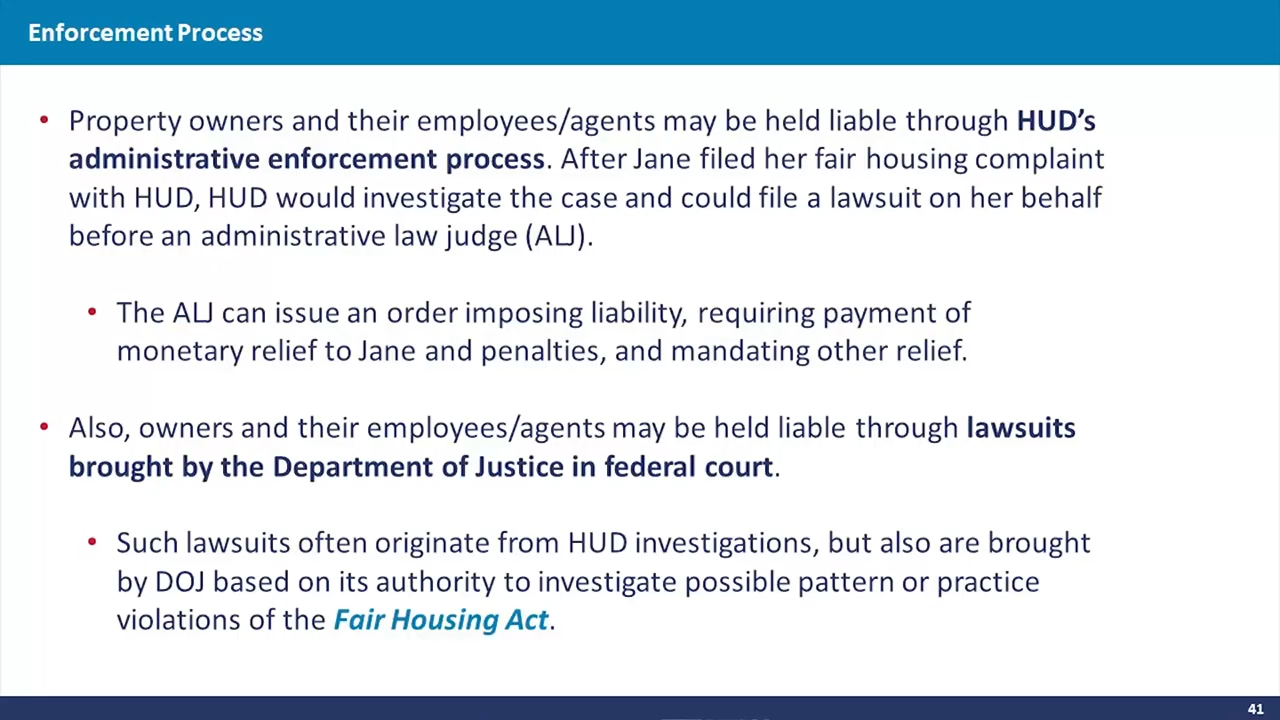 Enforcement Process
• Property owners and their employees/agents may be held liable through HUD’s
administrative enforcement process. After Jane filed her fair housing complaint
with HUD, HUD would investigate the case and could file a lawsuit on her behalf
before an administrative law judge (ALJ).
• The ALJ can issue an order imposing liability, requiring payment of
monetary relief to Jane and penalties, and mandating other relief.
• Also, owners and their employees/agents may be held liable through lawsuits
brought by the Department of Justice in federal court.
• Such lawsuits often originate from HUD investigations, but also are brought
by DOJ based on its authority to investigate possible pattern or practice
violations of the Fair Housing Act.
41